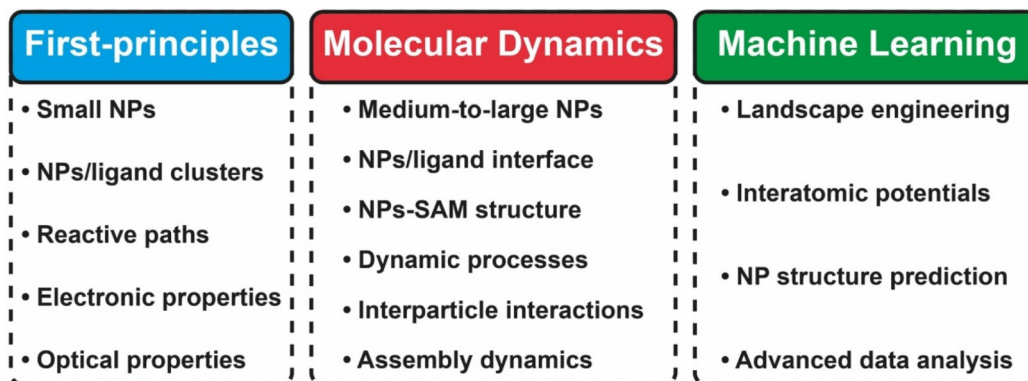 First-principles
• Small NPs
• NPs/ligand clusters
• Reactive paths
• Electronic properties
• Optical properties
Molecular Dynamics
• Medium-to-large NPs
• NPs/ligand interface
• NPs-SAM structure
• Dynamic processes
• Interparticle interactions
• Assembly dynamics
Machine Learning
• Landscape engineering
• Interatomic potentials
• NP structure prediction
• Advanced data analysis